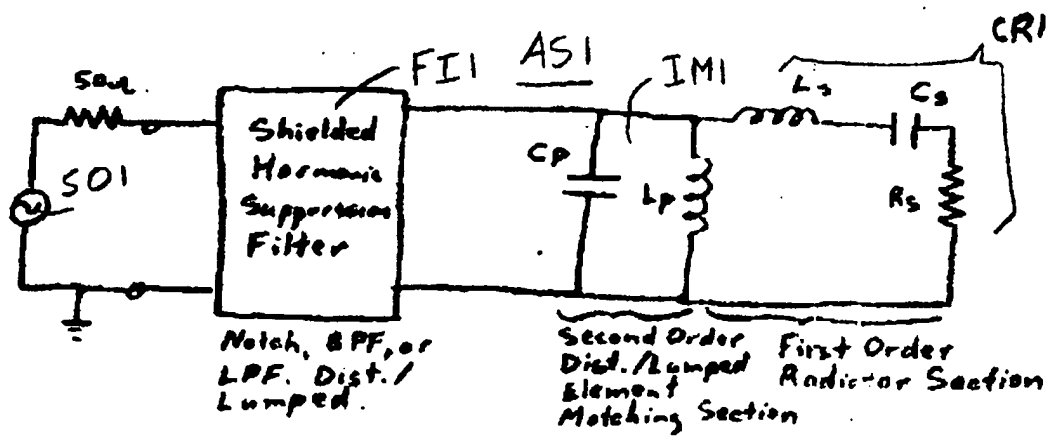 CR1
FI1
AS1
IM1
50Ω
Ls
Cs
Shielded
Harmonic
Suppression
Filter
Cp
Lp
Rs
SO1
Notch, BPF, or
LPF. Dist./
Lumped.
Second Order
Dist./Lumped
Element
Matching Section
First Order
Radiator Section